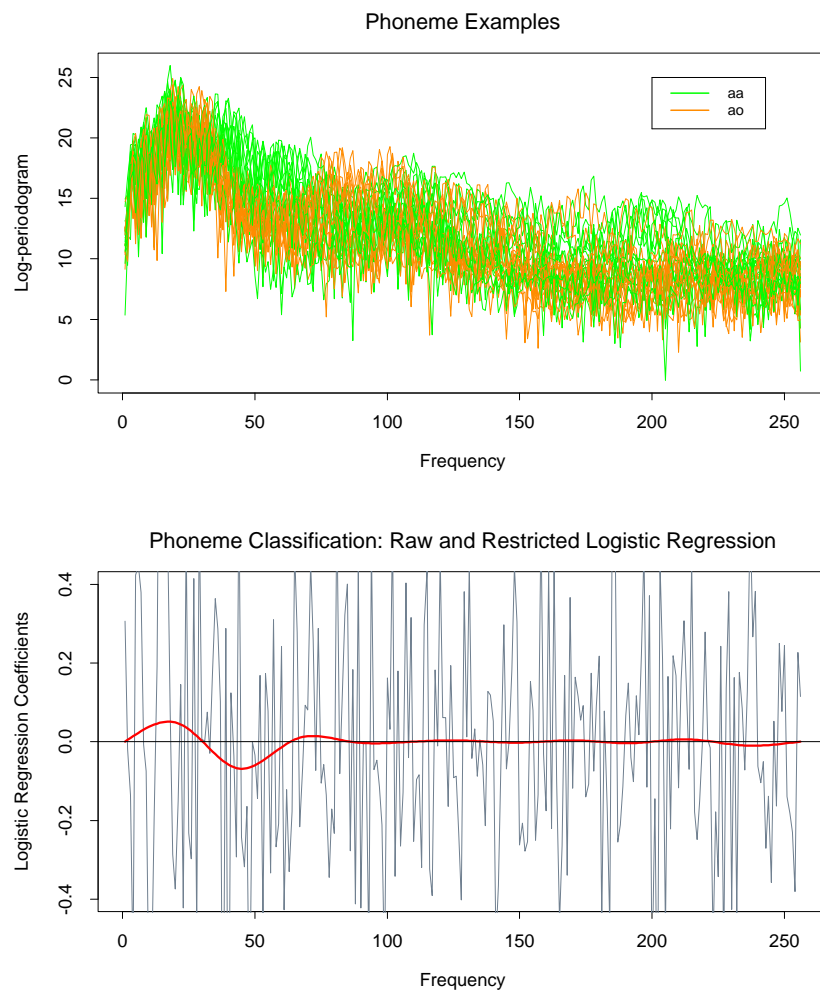 Phoneme Examples
25
20
15
10
5
0
Log-periodogram
aa
ao
0 50 100 150 200 250
Frequency
Phoneme Classification: Raw and Restricted Logistic Regression
0.4
0.2
0.0
-0.2
-0.4
Logistic Regression Coefficients
0 50 100 150 200 250
Frequency